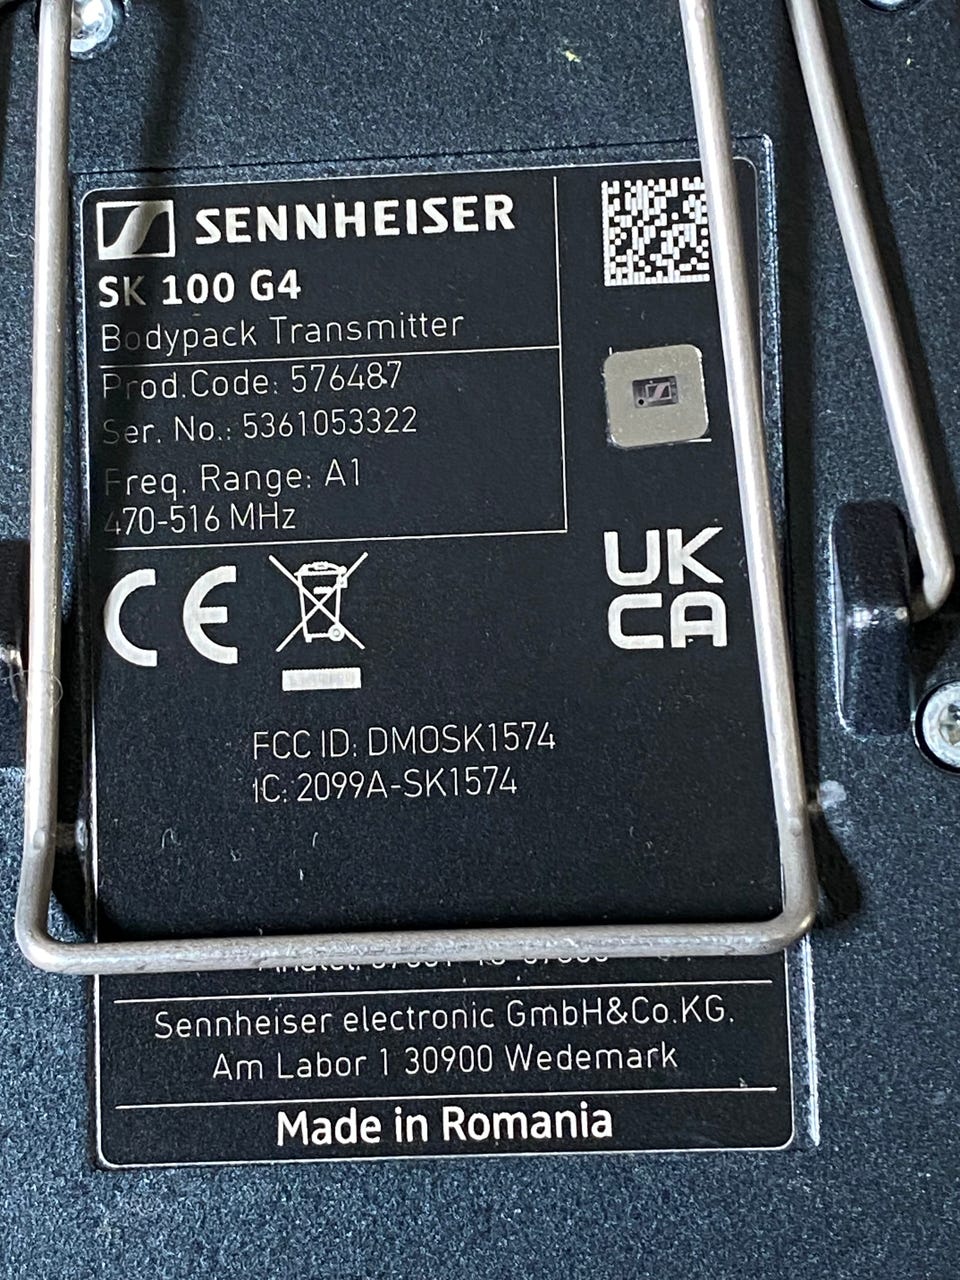 SENNHEISER
SK 100 G4
Bodypack Transmitter
Prod.Code: 576487
Ser. No.: 5361053322
Freq. Range: A1
470-516 MHz
CE
UK
CA
FCC ID: DMOSK1574
IC: 2099A-SK1574
Sennheiser electronic GmbH&Co.KG.
Am Labor 1 30900 Wedemark
Made in Romania